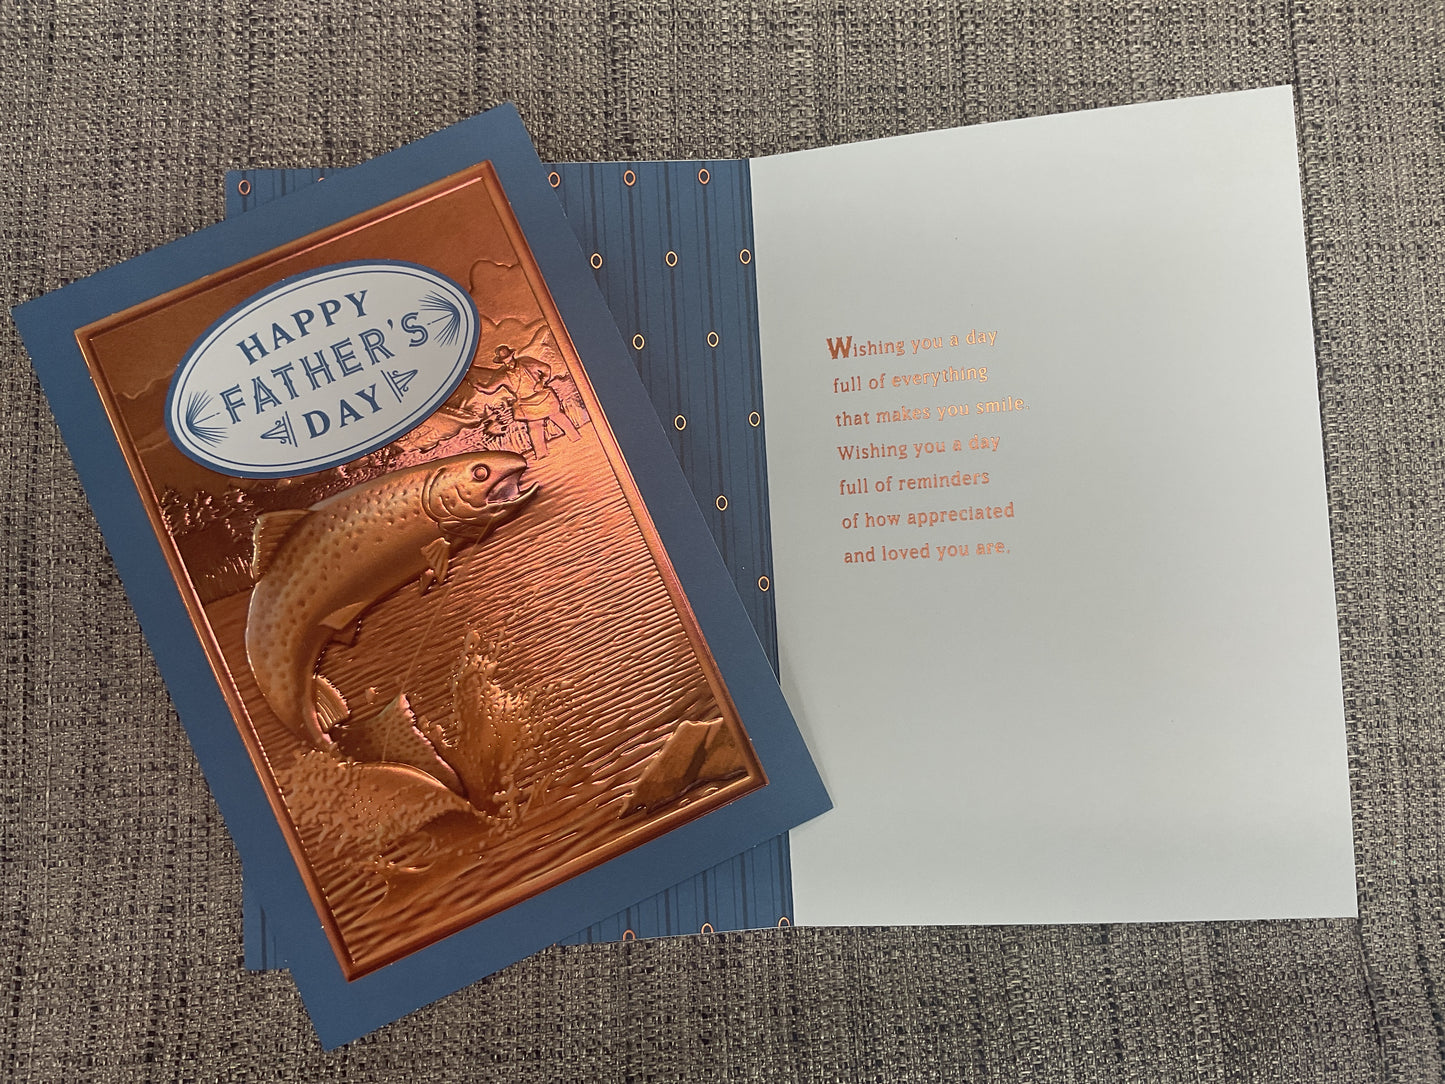 HAPPY
FATHER'S
DAY
Wishing you a day
full of everything
that makes you smile.
Wishing you a day
full of reminders
of how appreciated
and loved you are.